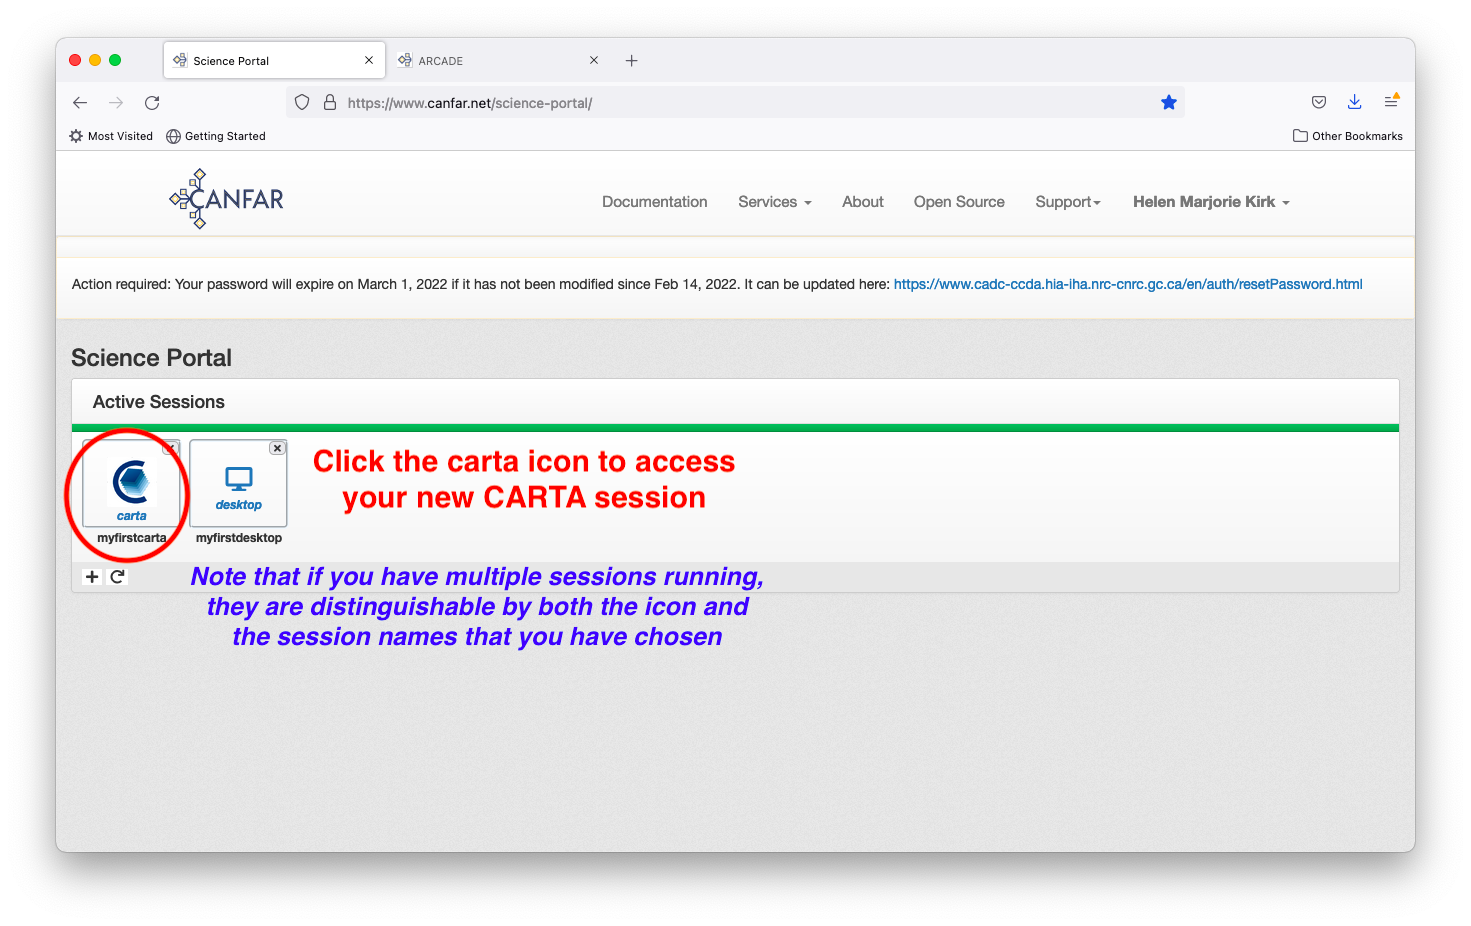 Science Portal
ARCADE
https://www.canfar.net/science-portal/
Most Visited
Getting Started
Other Bookmarks
CANFAR
Documentation
Services
About
Open Source
Support
Helen Marjorie Kirk
Action required: Your password will expire on March 1, 2022 if it has not been modified since Feb 14, 2022. It can be updated here: https://www.cadc-ccda.hia-iha.nrc-cnrc.gc.ca/en/auth/resetPassword.html
Science Portal
Active Sessions
carta
myfirstcarta
desktop
myfirstdesktop
Click the carta icon to access
your new CARTA session
Note that if you have multiple sessions running,
they are distinguishable by both the icon and
the session names that you have chosen